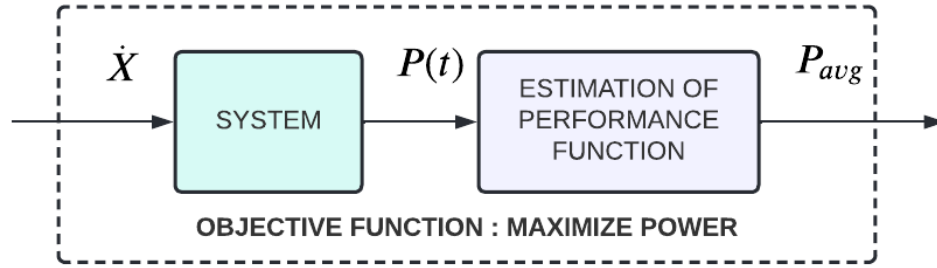 Ẋ
P(t)
P_avg
SYSTEM
ESTIMATION OF
PERFORMANCE
FUNCTION
OBJECTIVE FUNCTION : MAXIMIZE POWER